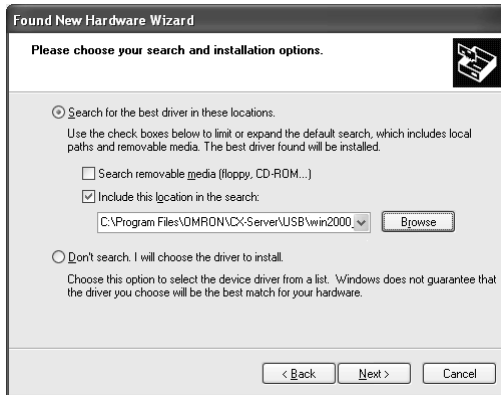 Found New Hardware Wizard
Please choose your search and installation options.
Search for the best driver in these locations.
Use the check boxes below to limit or expand the default search, which includes local
paths and removable media. The best driver found will be installed.
Search removable media (floppy, CD-ROM...)
Include this location in the search:
C:\Program Files\OMRON\CX-Server\USB\win2000_
Browse
Don't search. I will choose the driver to install.
Choose this option to select the device driver from a list. Windows does not guarantee that
the driver you choose will be the best match for your hardware.
< Back
Next >
Cancel